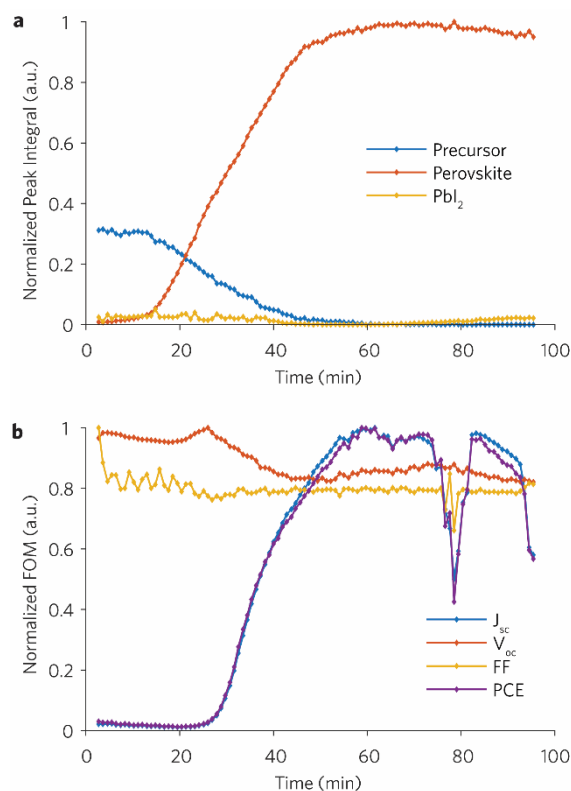 a
1
0.8
0.6
0.4
0.2
0
Normalized Peak Integral (a.u.)
Precursor
Perovskite
PbI₂
0 20 40 60 80 100
Time (min)
b
1
0.8
0.6
0.4
0.2
0
Normalized FOM (a.u.)
Jsc
Voc
FF
PCE
0 20 40 60 80 100
Time (min)